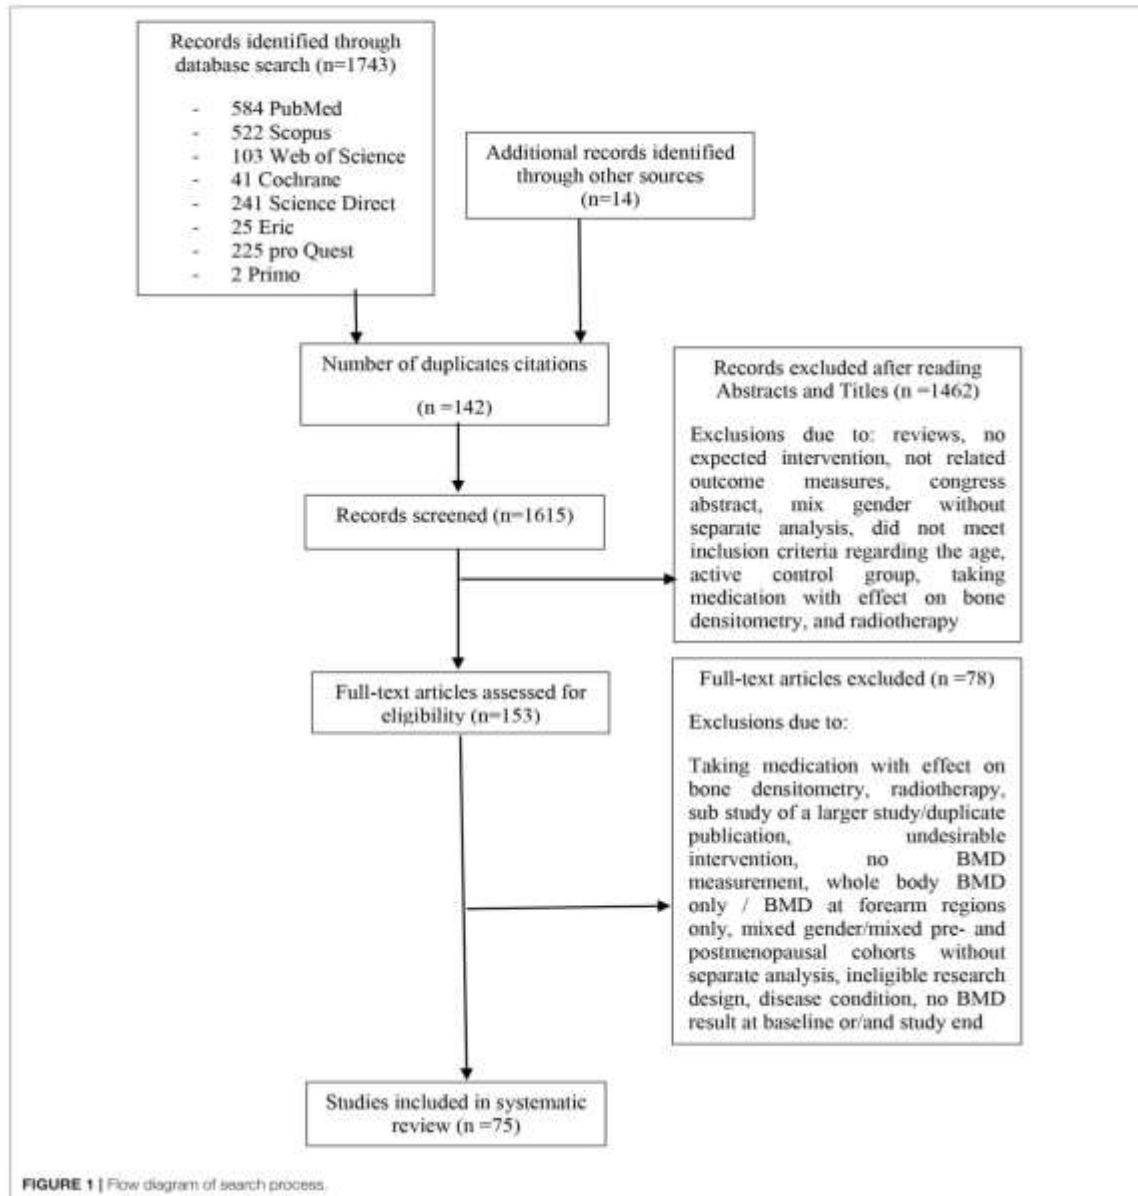 Records identified through
database search (n=1743)
- 584 PubMed
- 522 Scopus
- 103 Web of Science
- 41 Cochrane
- 241 Science Direct
- 25 Eric
- 225 pro Quest
- 2 Primo
Additional records identified
through other sources
(n=14)
Number of duplicates citations
(n =142)
Records excluded after reading
Abstracts and Titles (n =1462)
Exclusions due to: reviews, no
expected intervention, not related
outcome measures, congress
abstract, mix gender without
separate analysis, did not meet
inclusion criteria regarding the age,
active control group, taking
medication with effect on bone
densitometry, and radiotherapy
Records screened (n=1615)
Full-text articles assessed for
eligibility (n=153)
Full-text articles excluded (n =78)
Exclusions due to:
Taking medication with effect on
bone densitometry, radiotherapy,
sub study of a larger study/duplicate
publication, undesirable
intervention, no BMD
measurement, whole body BMD
only / BMD at forearm regions
only, mixed gender/mixed pre- and
postmenopausal cohorts without
separate analysis, ineligible research
design, disease condition, no BMD
result at baseline or/and study end
Studies included in systematic
review (n =75)
FIGURE 1 | Flow diagram of search process.